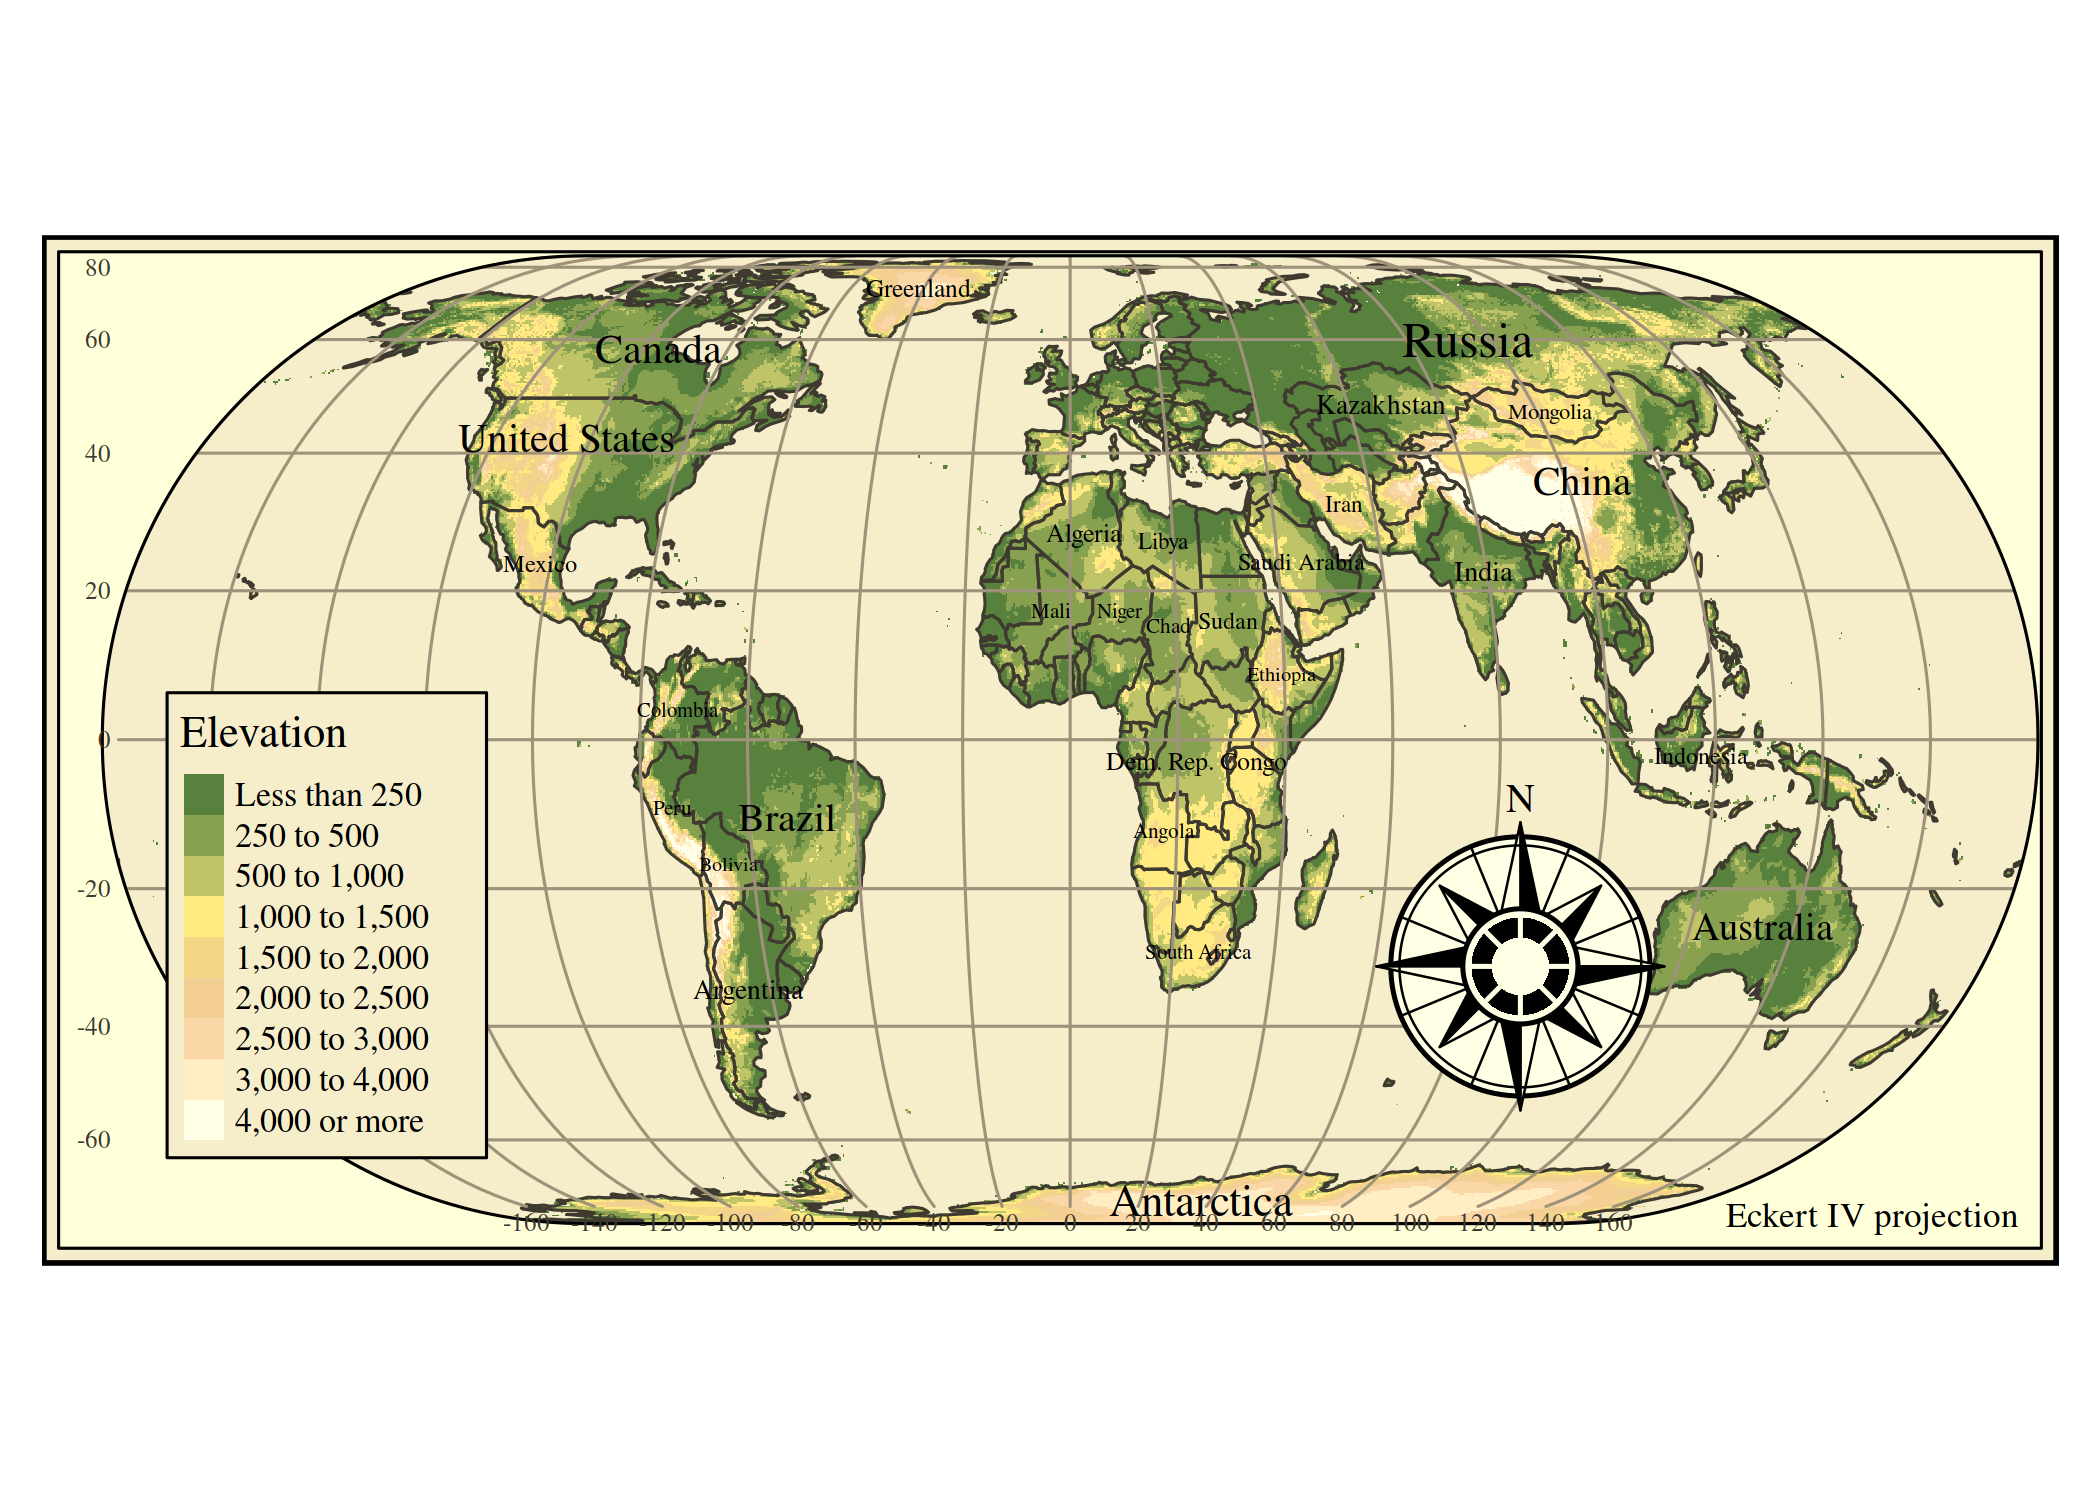 80
60
40
20
0
-20
-40
-60
Greenland
Canada
Russia
United States
Kazakhstan
Mongolia
China
Mexico
Algeria
Libya
Iran
Saudi Arabia
India
Mali
Niger
Chad
Sudan
Ethiopia
Colombia
Dem. Rep. Congo
Indonesia
Peru
Brazil
Angola
Bolivia
South Africa
Australia
Argentina
Antarctica
N
Elevation
Less than 250
250 to 500
500 to 1,000
1,000 to 1,500
1,500 to 2,000
2,000 to 2,500
2,500 to 3,000
3,000 to 4,000
4,000 or more
-160 -140 -120 -100 -80 -60 -40 -20 0 20 40 60 80 100 120 140 160
Eckert IV projection